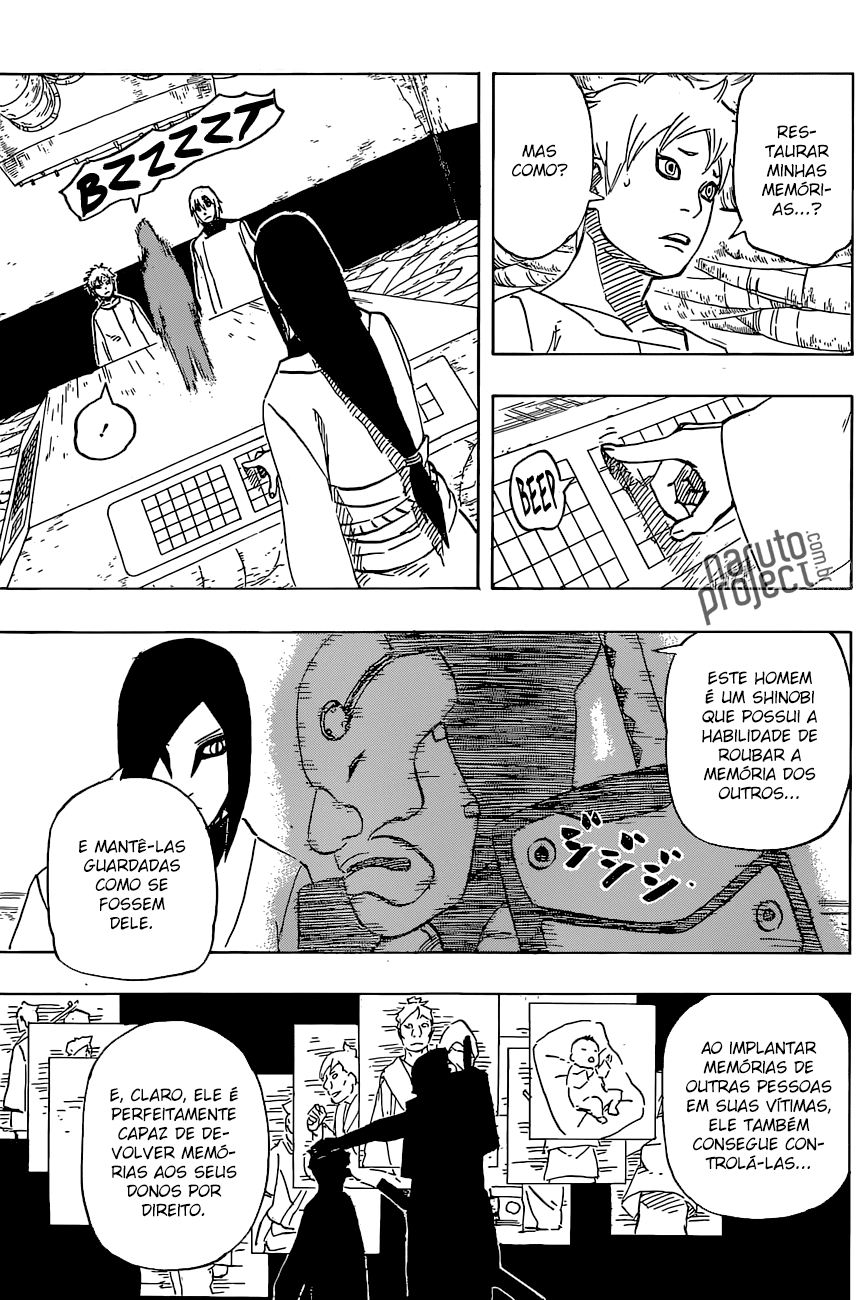 RES-
TAURAR
MINHAS
MEMÓRI-
AS...?
MAS
COMO?
BEEP
BZZZZZT
!
naruto
project
.com.br
ESTE HOMEM
É UM SHINOBI
QUE POSSUI A
HABILIDADE DE
ROUBAR A
MEMÓRIA DOS
OUTROS...
ジジジ
E MANTÊ-LAS
GUARDADAS
COMO SE
FOSSEM
DELE.
AO IMPLANTAR
MEMÓRIAS DE
OUTRAS PESSOAS
EM SUAS VÍTIMAS,
ELE TAMBÉM
CONSEGUE CON-
TROLÁ-LAS...
E, CLARO, ELE É
PERFEITAMENTE
CAPAZ DE DE-
VOLVER MEMÓ-
RIAS AOS SEUS
DONOS POR
DIREITO.